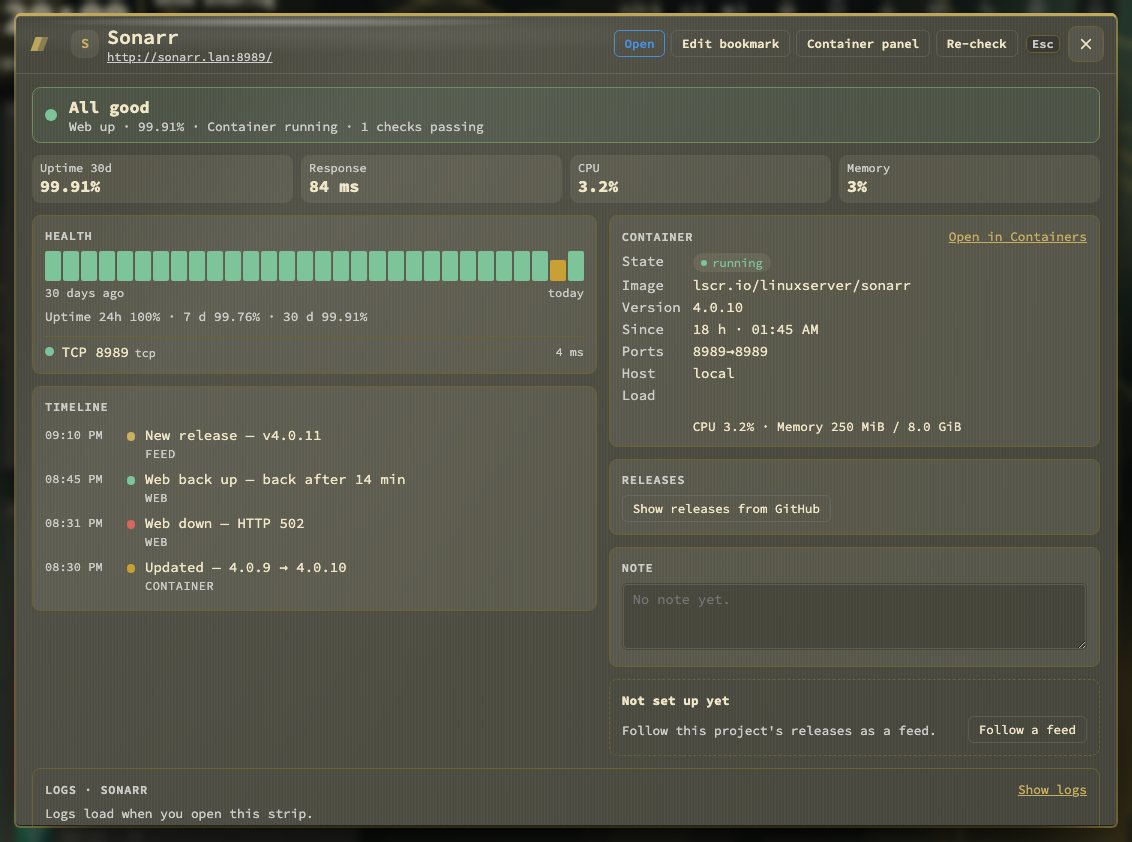 S
Sonarr
http://sonarr.lan:8989/
Open
Edit bookmark
Container panel
Re-check
Esc
✕
All good
Web up · 99.91% · Container running · 1 checks passing
Uptime 30d
99.91%
Response
84 ms
CPU
3.2%
Memory
3%
HEALTH
30 days ago
today
Uptime 24h 100% · 7 d 99.76% · 30 d 99.91%
TCP 8989 tcp
4 ms
TIMELINE
09:10 PM New release — v4.0.11
FEED
08:45 PM Web back up — back after 14 min
WEB
08:31 PM Web down — HTTP 502
WEB
08:30 PM Updated — 4.0.9 → 4.0.10
CONTAINER
CONTAINER
Open in Containers
State running
Image lscr.io/linuxserver/sonarr
Version 4.0.10
Since 18 h · 01:45 AM
Ports 8989→8989
Host local
Load
CPU 3.2% · Memory 250 MiB / 8.0 GiB
RELEASES
Show releases from GitHub
NOTE
No note yet.
Not set up yet
Follow this project's releases as a feed.
Follow a feed
LOGS · SONARR
Show logs
Logs load when you open this strip.